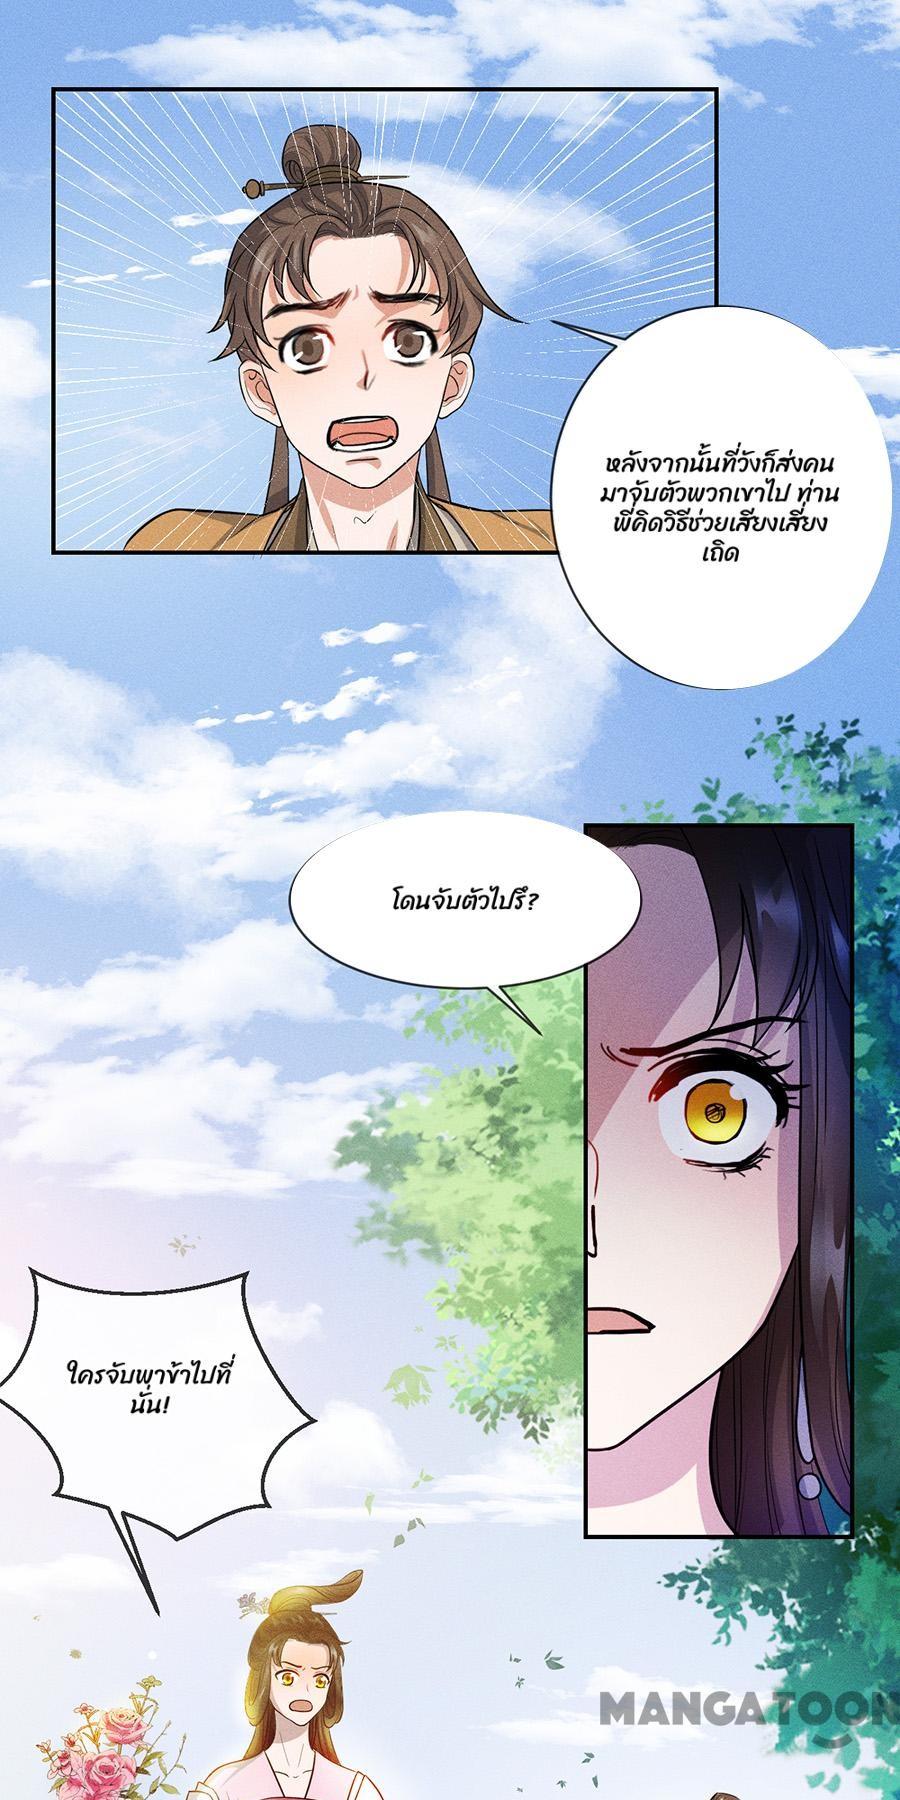 หลังจากนั้นที่วังก็ส่งคน
มาจับตัวพวกเขาไป ท่าน
พี่คิดวิธีช่วยเสียงเสี่ยง
เถิด
โดนจับตัวไปรึ?
ใครจับพาข้าไปที่
นั่น!
MANGATOON